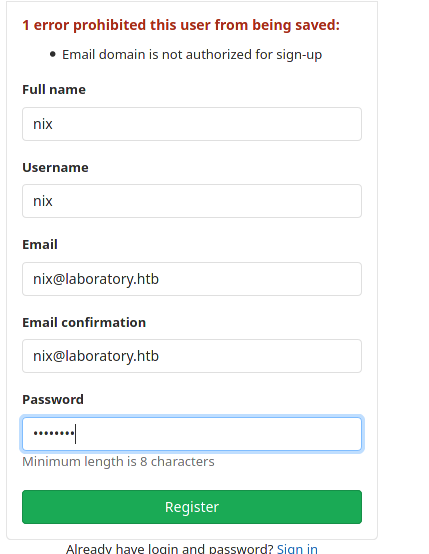 1 error prohibited this user from being saved:
• Email domain is not authorized for sign-up
Full name
nix
Username
nix
Email
nix@laboratory.htb
Email confirmation
nix@laboratory.htb
Password
••••••••
Minimum length is 8 characters
Register
Already have login and password? Sign in